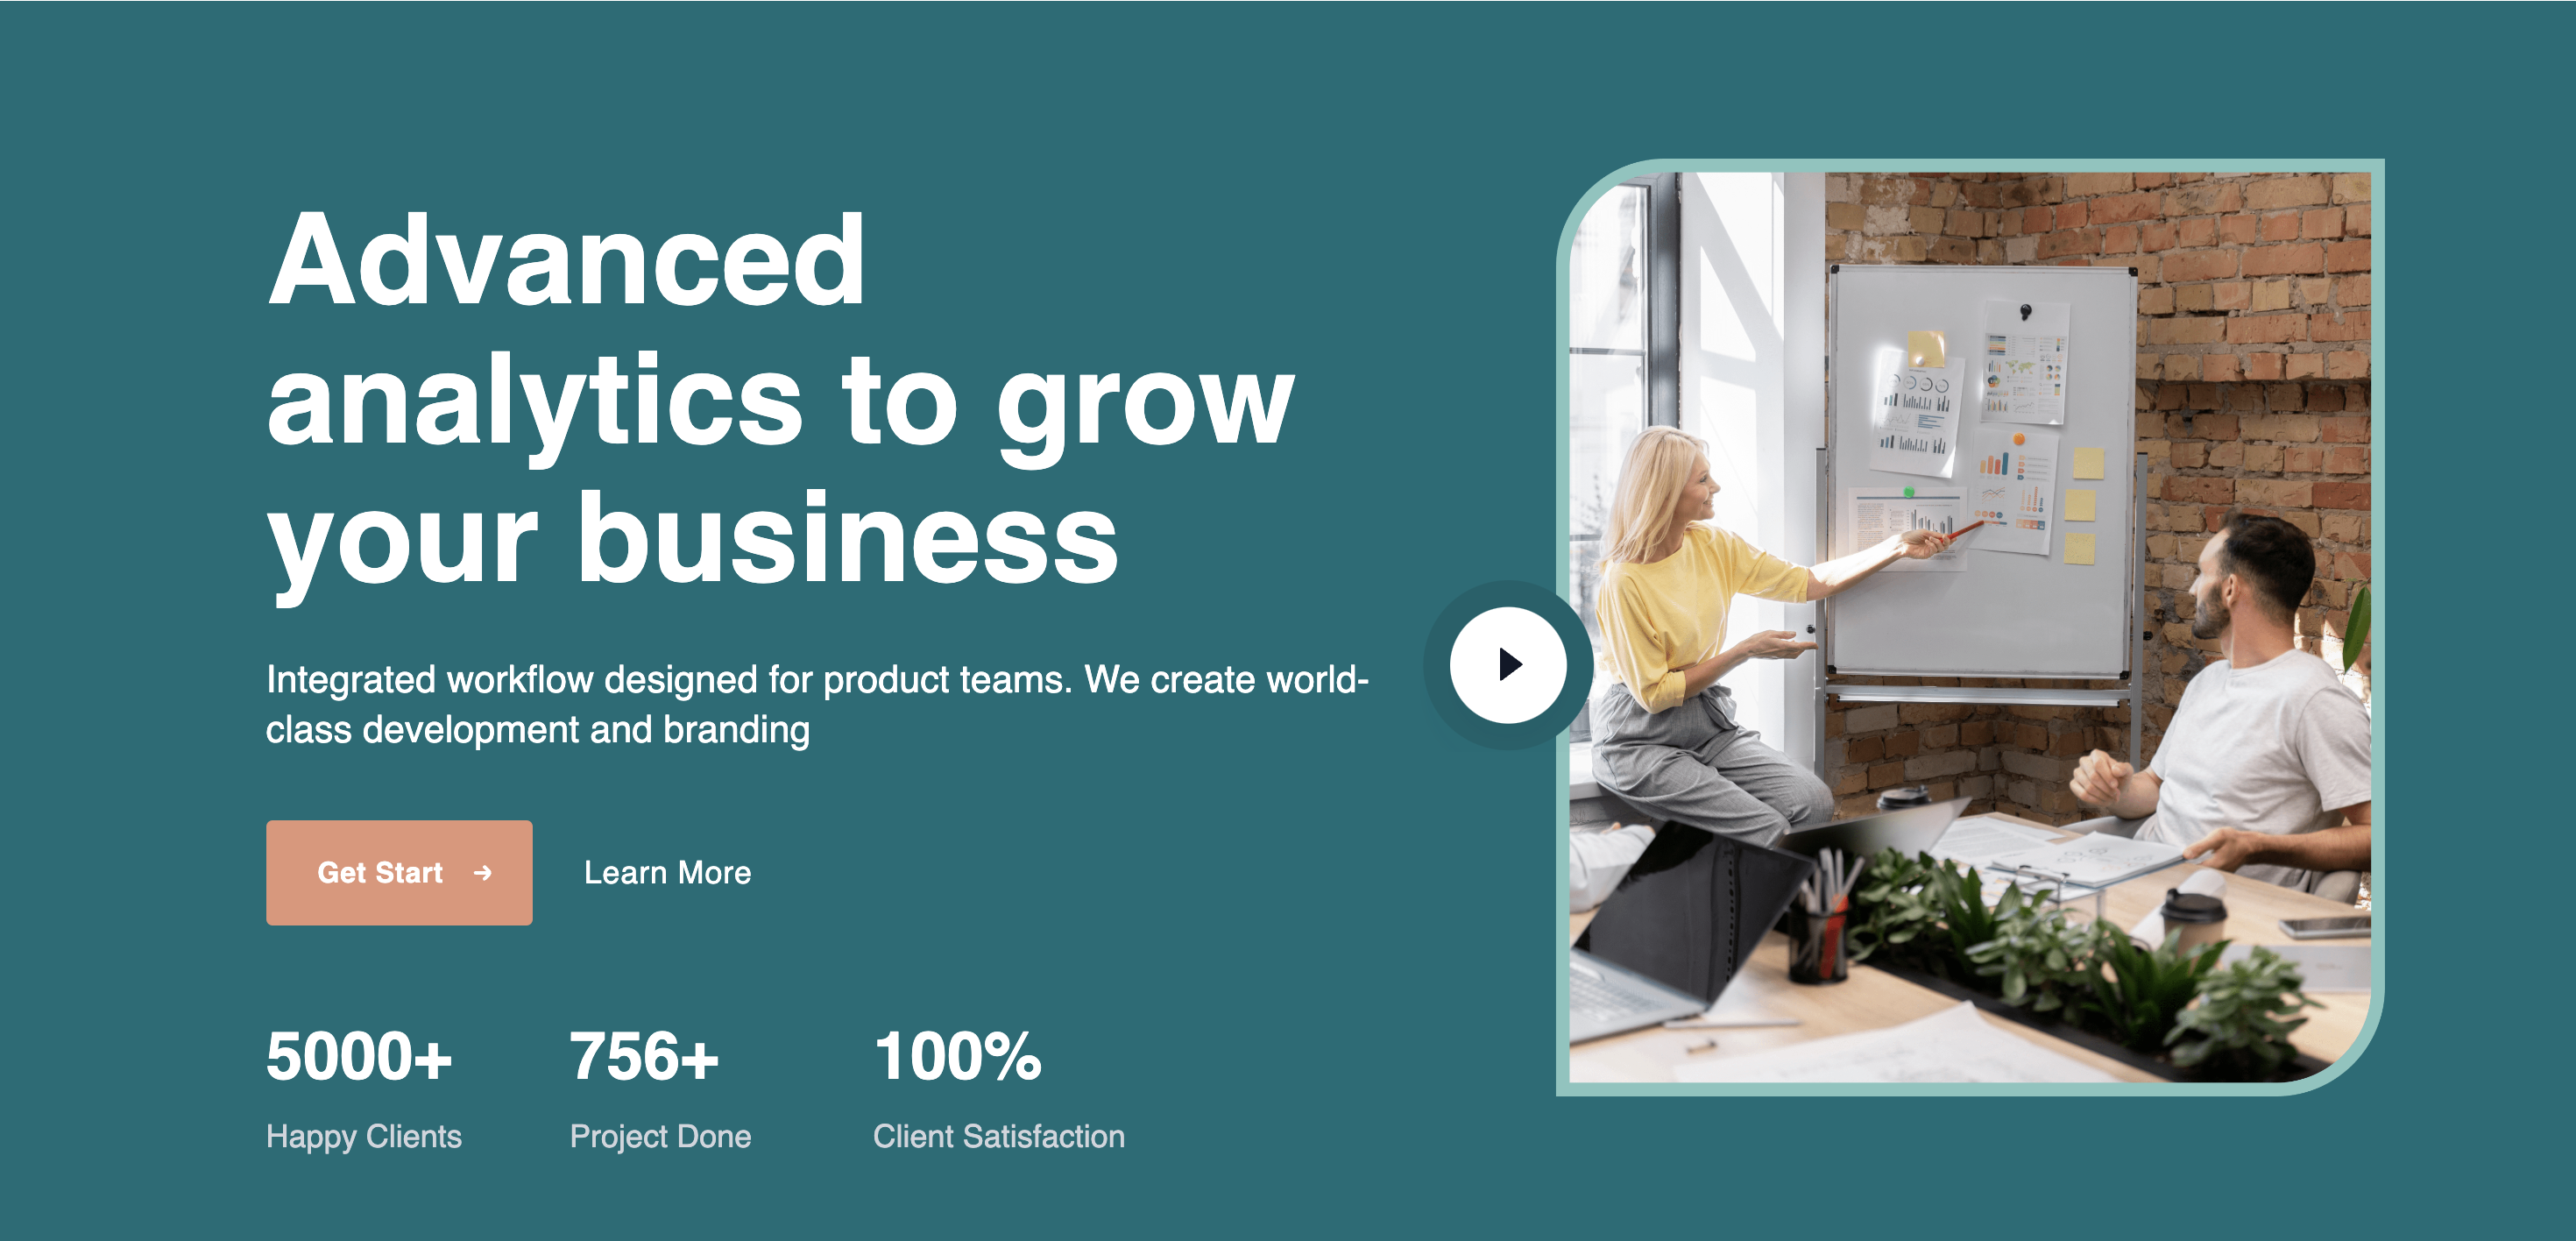 Advanced
analytics to grow
your business
Integrated workflow designed for product teams. We create world-
class development and branding
Get Start
Learn More
5000+
756+
100%
Happy Clients
Project Done
Client Satisfaction